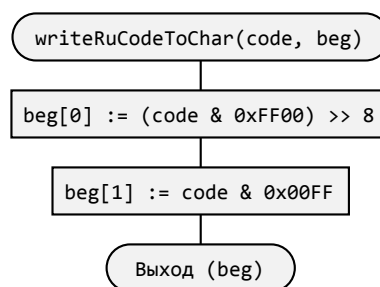 writeRuCodeToChar(code, beg)
beg[0] := (code & 0xFF00) >> 8
beg[1] := code & 0x00FF
Выход (beg)